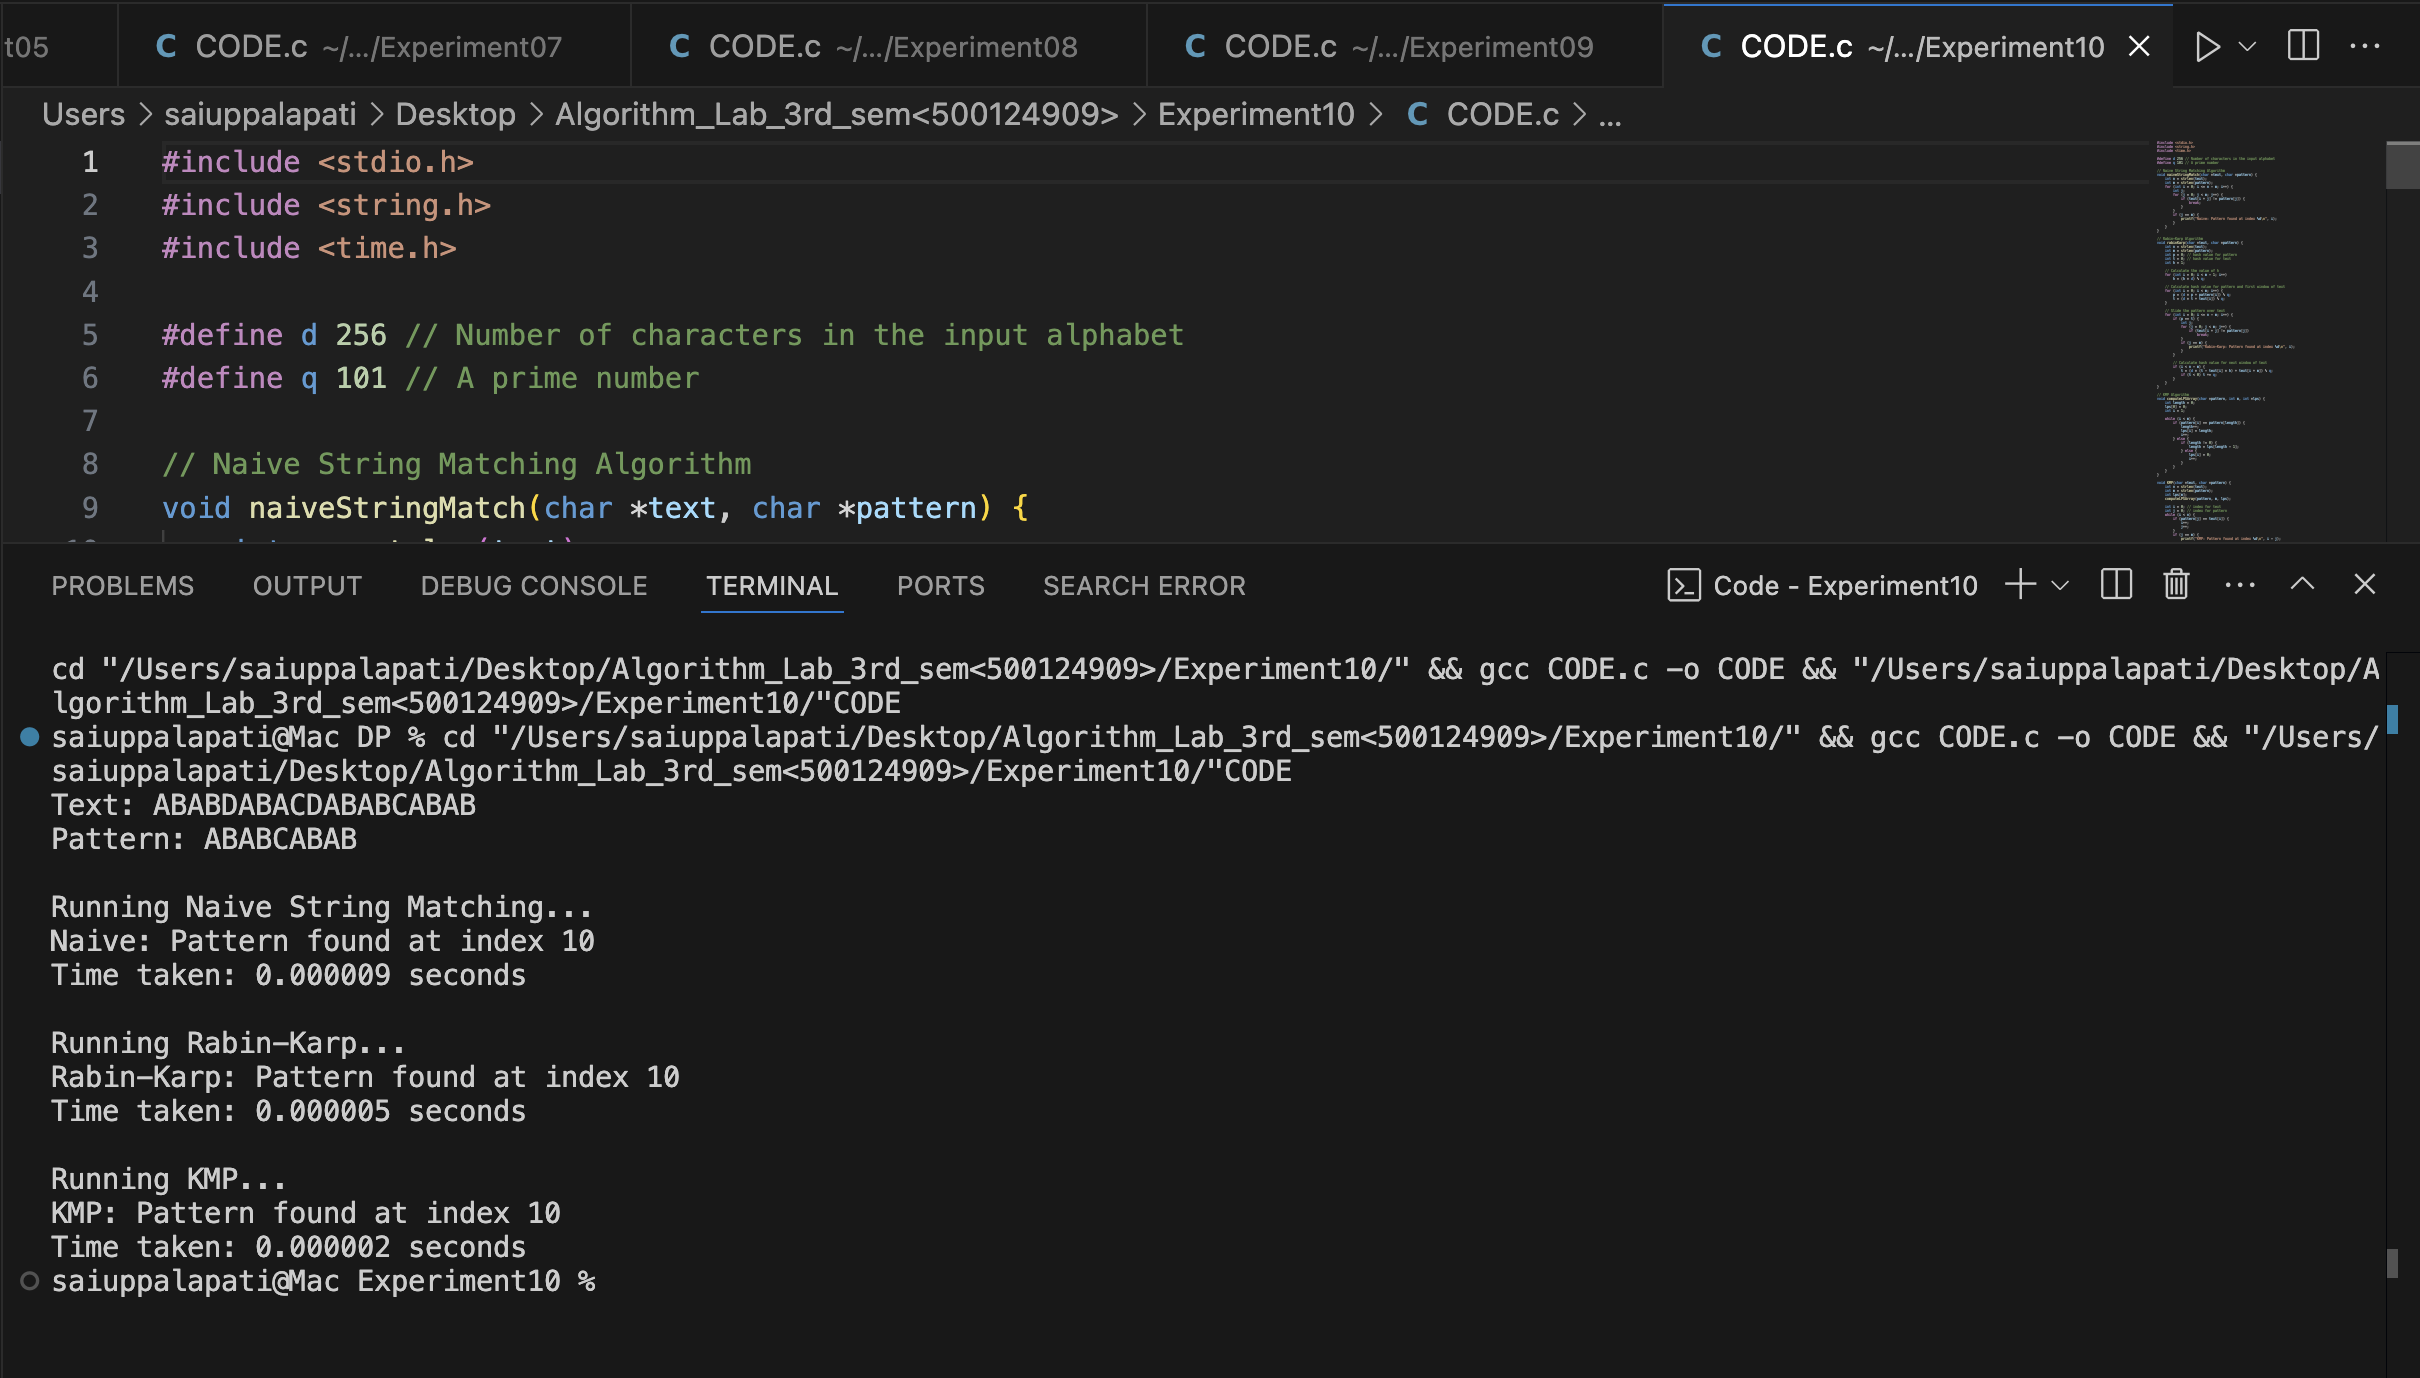 t05 CODE.c ~/.../Experiment07 CODE.c ~/.../Experiment08 CODE.c ~/.../Experiment09 CODE.c ~/.../Experiment10
Users > saiuppalapati > Desktop > Algorithm_Lab_3rd_sem<500124909> > Experiment10 > C CODE.c > ...
1 #include <stdio.h>
2 #include <string.h>
3 #include <time.h>
4
5 #define d 256 // Number of characters in the input alphabet
6 #define q 101 // A prime number
7
8 // Naive String Matching Algorithm
9 void naiveStringMatch(char *text, char *pattern) {
PROBLEMS OUTPUT DEBUG CONSOLE TERMINAL PORTS SEARCH ERROR Code - Experiment10
cd "/Users/saiuppalapati/Desktop/Algorithm_Lab_3rd_sem<500124909>/Experiment10/" && gcc CODE.c -o CODE && "/Users/saiuppalapati/Desktop/A
lgorithm_Lab_3rd_sem<500124909>/Experiment10/"CODE
saiuppalapati@Mac DP % cd "/Users/saiuppalapati/Desktop/Algorithm_Lab_3rd_sem<500124909>/Experiment10/" && gcc CODE.c -o CODE && "/Users/
saiuppalapati/Desktop/Algorithm_Lab_3rd_sem<500124909>/Experiment10/"CODE
Text: ABABDABACDABABCABAB
Pattern: ABABCABAB
Running Naive String Matching...
Naive: Pattern found at index 10
Time taken: 0.000009 seconds
Running Rabin-Karp...
Rabin-Karp: Pattern found at index 10
Time taken: 0.000005 seconds
Running KMP...
KMP: Pattern found at index 10
Time taken: 0.000002 seconds
saiuppalapati@Mac Experiment10 %